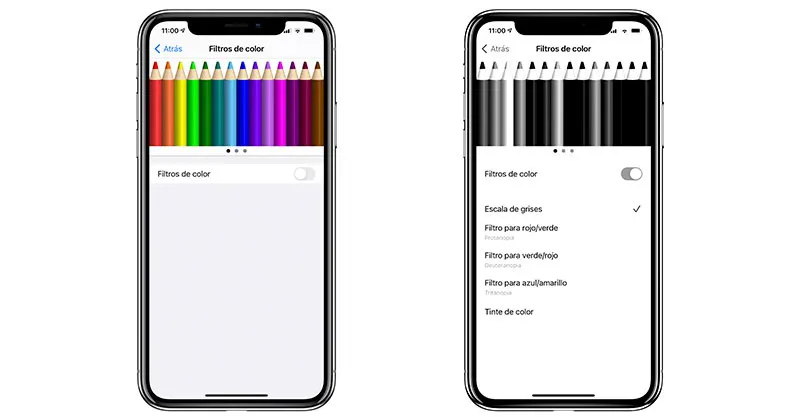 11:00
Atrás
Filtros de color
Filtros de color
11:00
Atrás
Filtros de color
Filtros de color
Escala de grises
Filtro para rojo/verde
Protanopia
Filtro para verde/rojo
Deuteranopia
Filtro para azul/amarillo
Tritanopia
Tinte de color